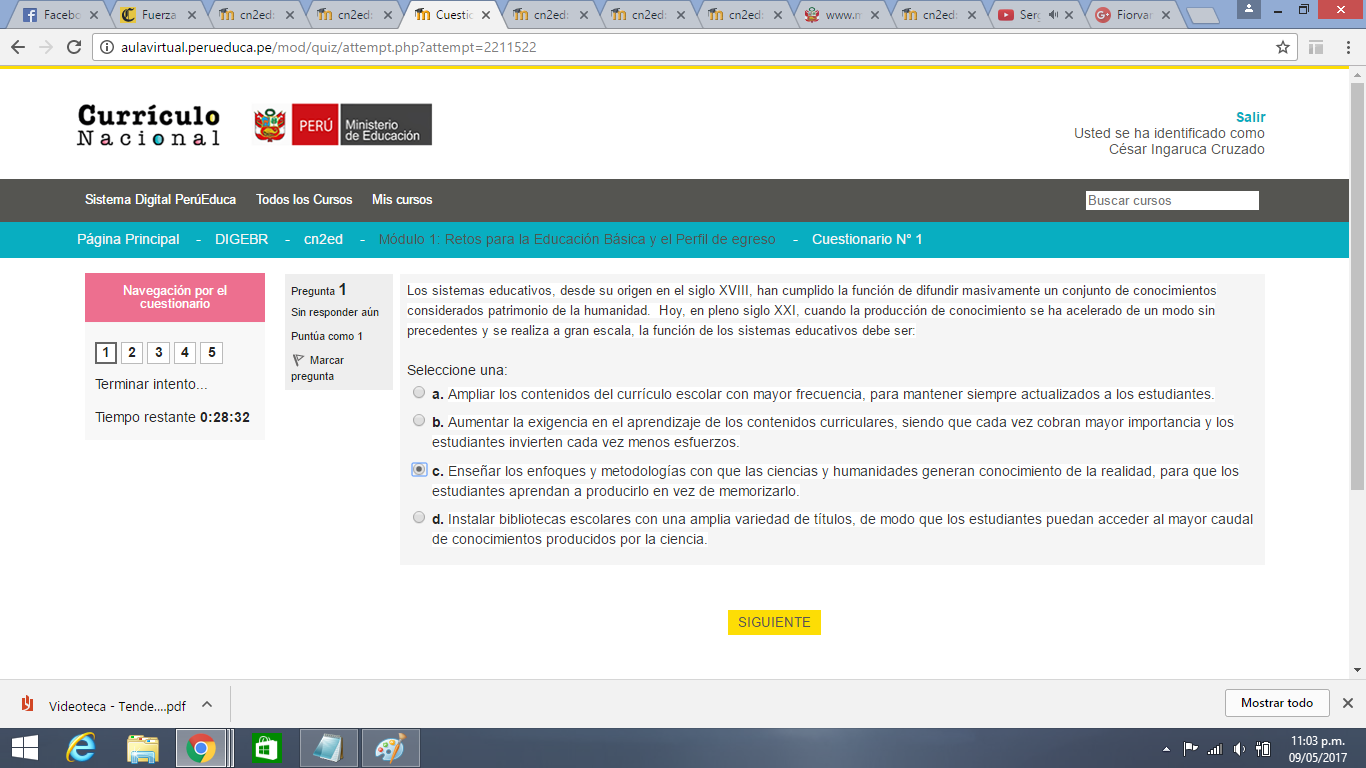 Faceboo
Fuerza
cn2ed:
cn2ed:
Cuestic
cn2ed:
cn2ed:
cn2ed:
www.m
cn2ed:
Serg
Fiorvan
aulavirtual.perueduca.pe/mod/quiz/attempt.php?attempt=2211522
Currículo
Nacional
PERÚ
Ministerio
de Educación
Salir
Usted se ha identificado como
César Ingaruca Cruzado
Sistema Digital PerúEduca Todos los Cursos Mis cursos
Buscar cursos
Página Principal - DIGEBR - cn2ed - Módulo 1: Retos para la Educación Básica y el Perfil de egreso - Cuestionario N° 1
Navegación por el
cuestionario
1 2 3 4 5
Terminar intento...
Tiempo restante 0:28:32
Pregunta 1
Sin responder aún
Puntúa como 1
Marcar
pregunta
Los sistemas educativos, desde su origen en el siglo XVIII, han cumplido la función de difundir masivamente un conjunto de conocimientos
considerados patrimonio de la humanidad. Hoy, en pleno siglo XXI, cuando la producción de conocimiento se ha acelerado de un modo sin
precedentes y se realiza a gran escala, la función de los sistemas educativos debe ser:
Seleccione una:
a. Ampliar los contenidos del currículo escolar con mayor frecuencia, para mantener siempre actualizados a los estudiantes.
b. Aumentar la exigencia en el aprendizaje de los contenidos curriculares, siendo que cada vez cobran mayor importancia y los
estudiantes invierten cada vez menos esfuerzos.
c. Enseñar los enfoques y metodologías con que las ciencias y humanidades generan conocimiento de la realidad, para que los
estudiantes aprendan a producirlo en vez de memorizarlo.
d. Instalar bibliotecas escolares con una amplia variedad de títulos, de modo que los estudiantes puedan acceder al mayor caudal
de conocimientos producidos por la ciencia.
SIGUIENTE
Videoteca - Tende....pdf
Mostrar todo
11:03 p.m.
09/05/2017